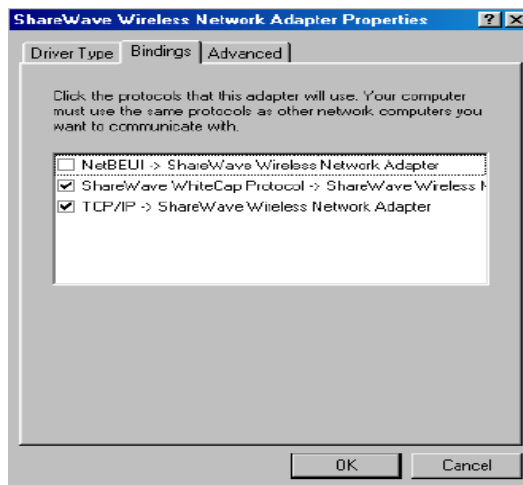 ShareWave Wireless Network Adapter Properties
Driver Type Bindings Advanced
Click the protocols that this adapter will use. Your computer
must use the same protocols as other network computers you
want to communicate with.
NetBEUI -> ShareWave Wireless Network Adapter
ShareWave WhiteCap Protocol -> ShareWave Wireless N
TCP/IP -> ShareWave Wireless Network Adapter
OK Cancel